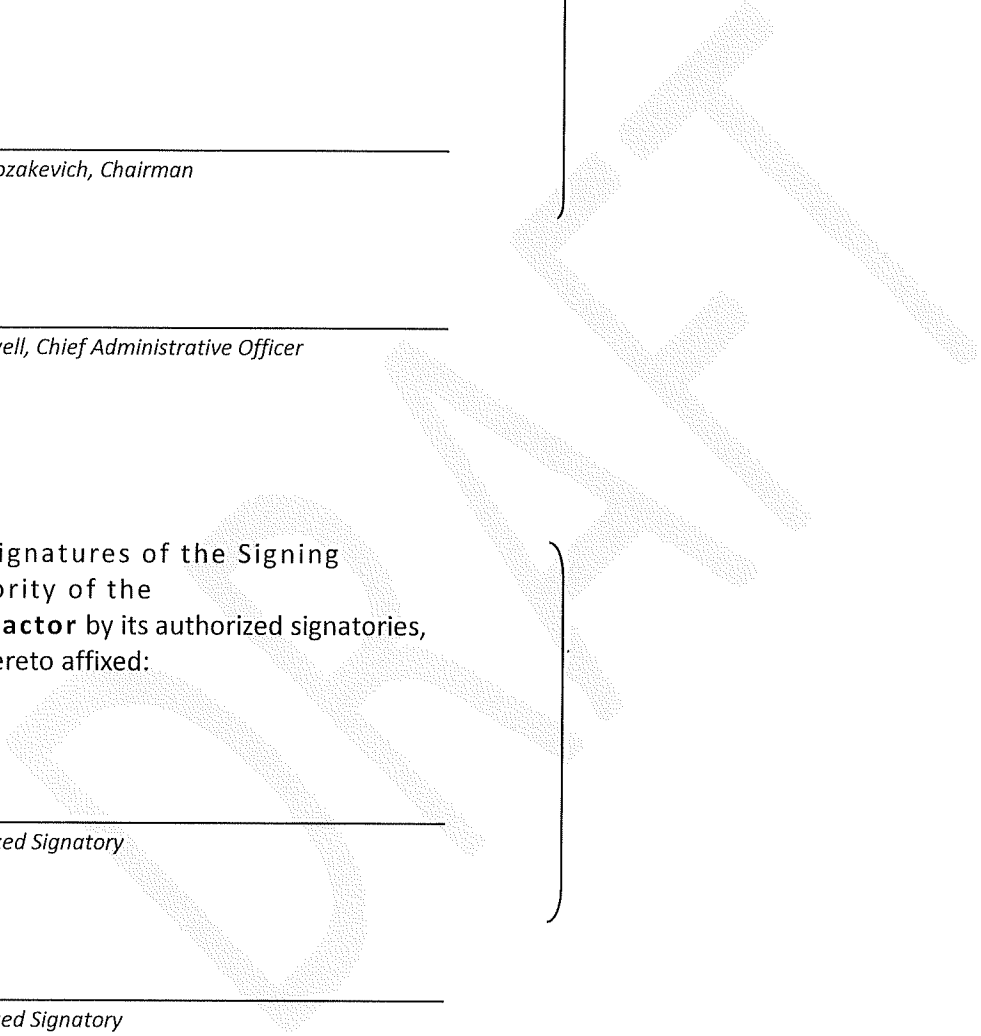 ozakevich, Chairman
ell, Chief Administrative Officer
ignatures of the Signing
ority of the
actor by its authorized signatories,
ereto affixed:
ed Signatory
ed Signatory
DRAFT